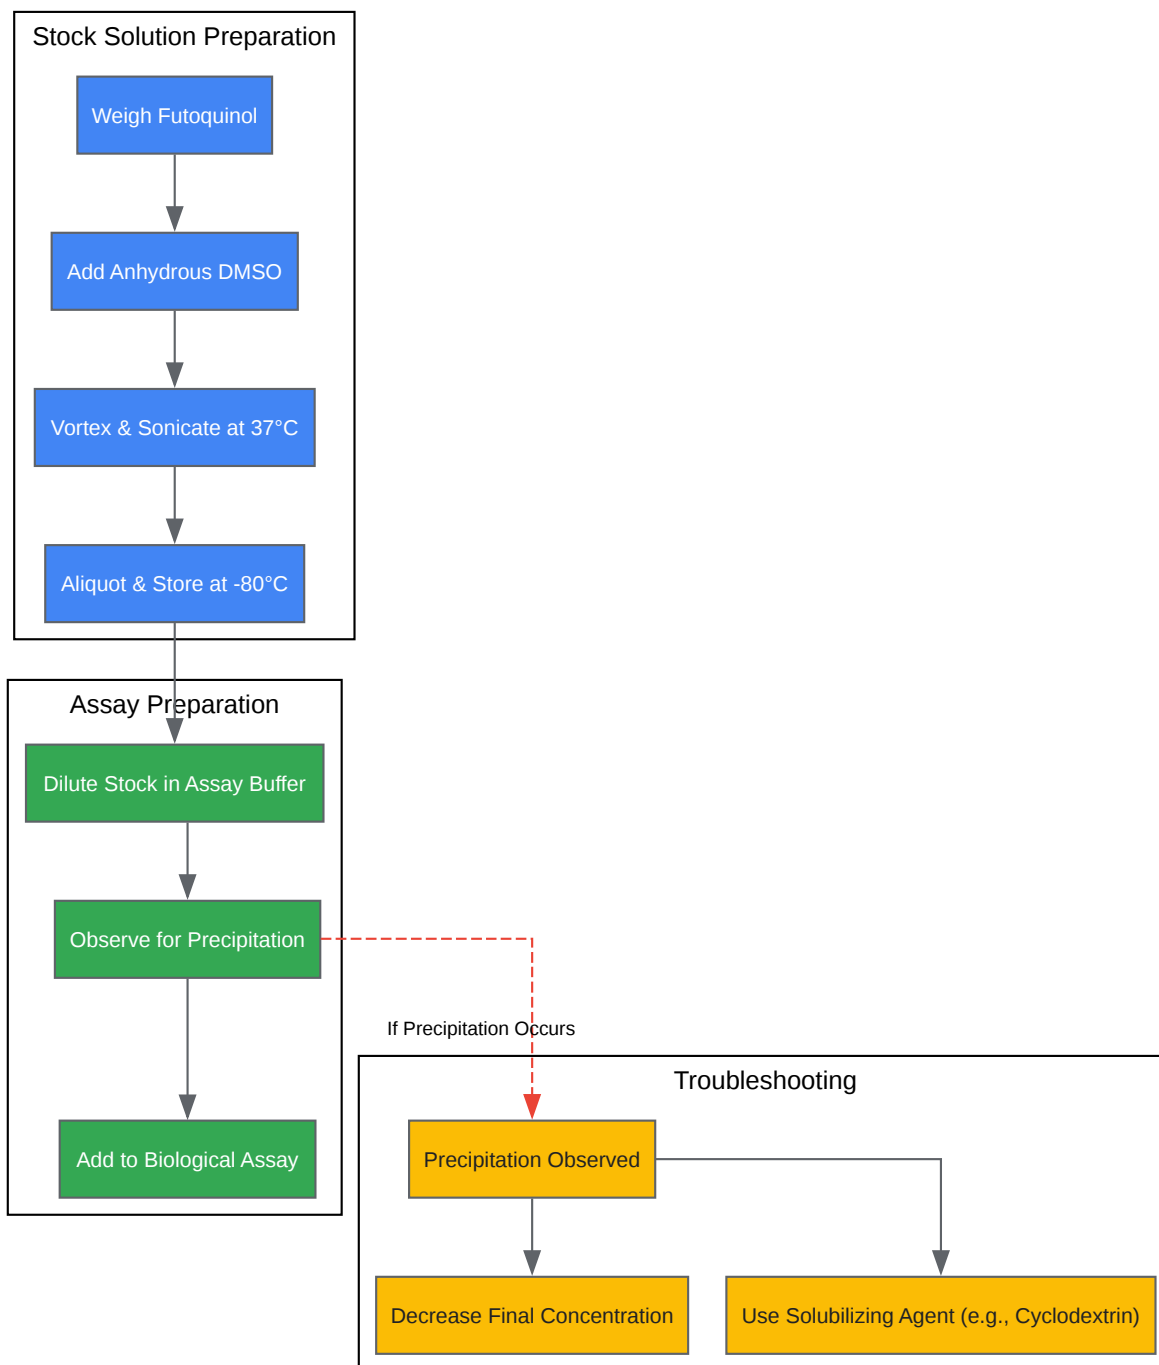 Stock Solution Preparation
Weigh Futoquinol
Add Anhydrous DMSO
Vortex & Sonicate at 37°C
Aliquot & Store at -80°C
Assay Preparation
Dilute Stock in Assay Buffer
Observe for Precipitation
If Precipitation Occurs
Troubleshooting
Add to Biological Assay
Precipitation Observed
Decrease Final Concentration
Use Solubilizing Agent (e.g., Cyclodextrin)